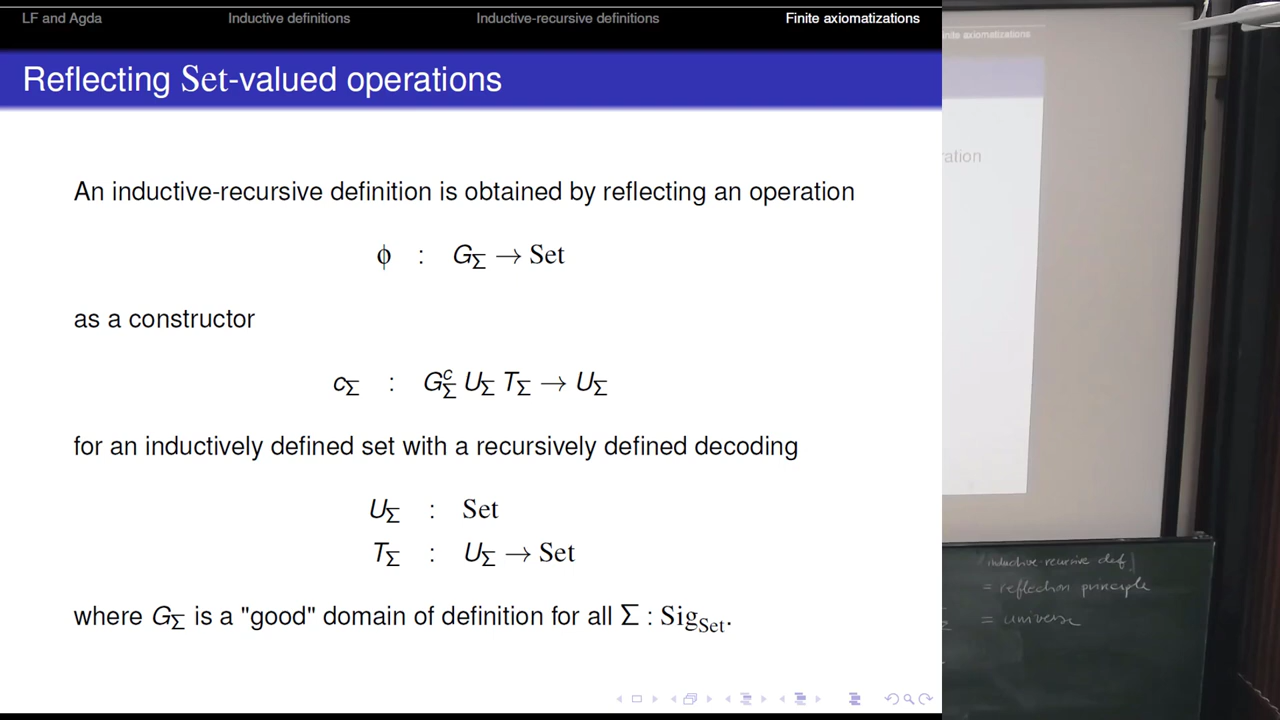 LF and Agda Inductive definitions Inductive-recursive definitions Finite axiomatizations
Reflecting Set-valued operations
An inductive-recursive definition is obtained by reflecting an operation
ϕ : G_Σ → Set
as a constructor
c_Σ : G^c_Σ U_Σ T_Σ → U_Σ
for an inductively defined set with a recursively defined decoding
U_Σ : Set
T_Σ : U_Σ → Set
where G_Σ is a "good" domain of definition for all Σ : Sig_Set.
inite axiomatizations
ration
inductive-recursive def
= reflection principle
= universe